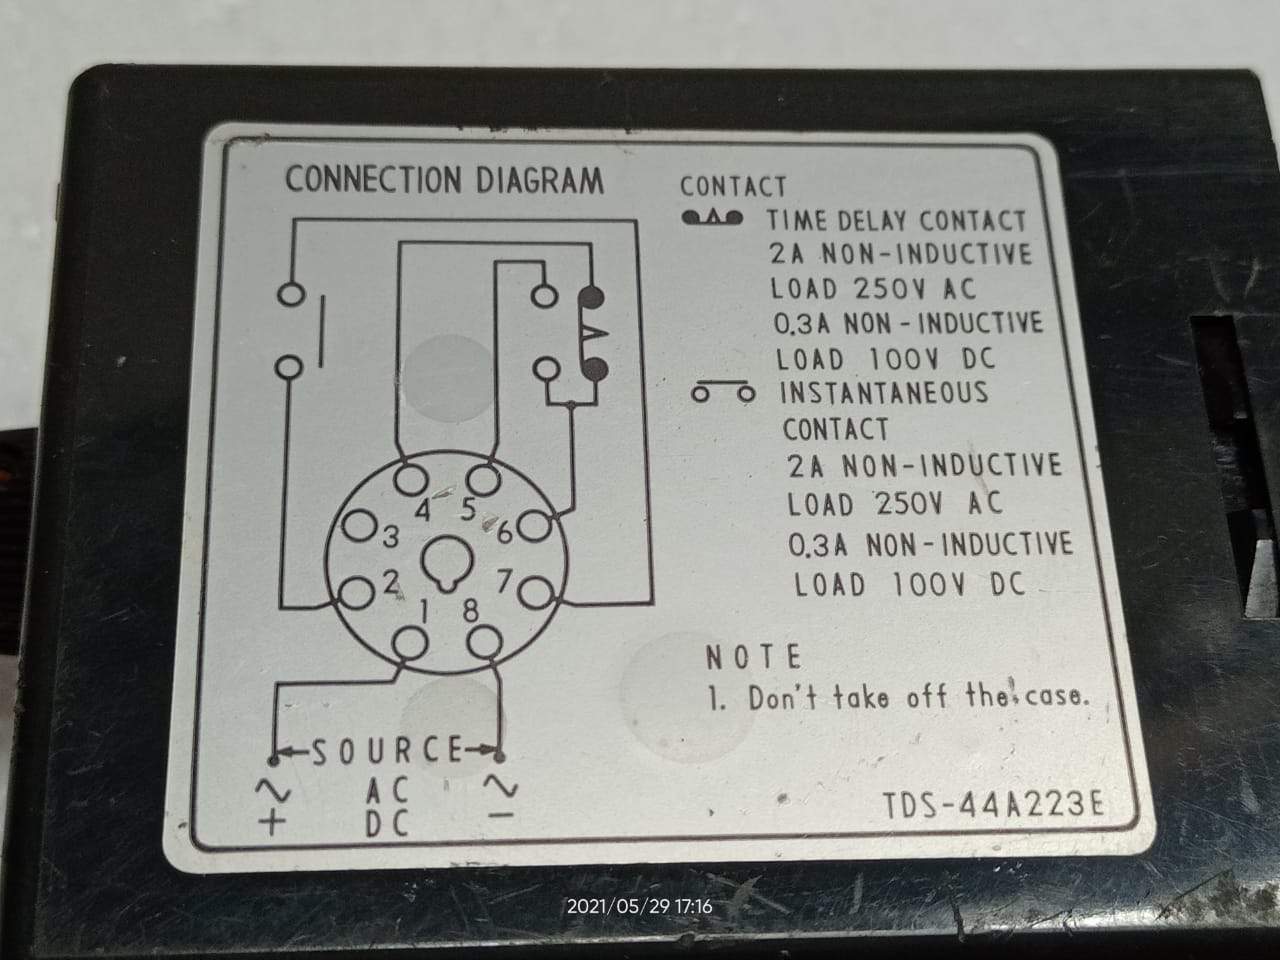 CONNECTION DIAGRAM
CONTACT
TIME DELAY CONTACT
2A NON-INDUCTIVE
LOAD 250V AC
0.3A NON-INDUCTIVE
LOAD 100V DC
INSTANTANEOUS
CONTACT
2A NON-INDUCTIVE
LOAD 250V AC
0.3A NON-INDUCTIVE
LOAD 100V DC
4 5
3 6
2 7
1 8
NOTE
1. Don't take off the case.
SOURCE
~ AC ~
+ DC −
TDS-44A223E
2021/05/29 17:16